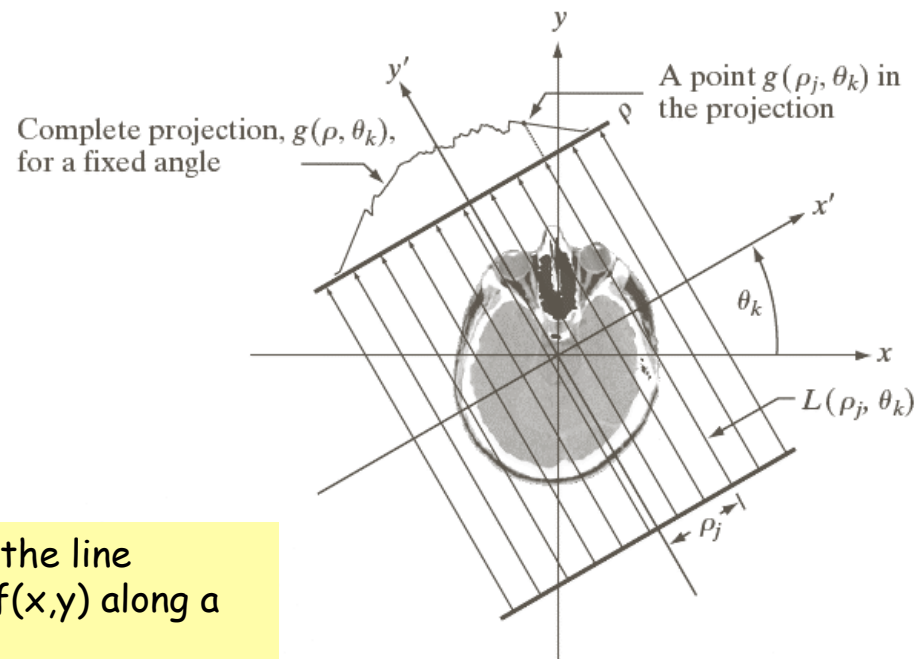 y
y′
A point g(ρⱼ, θₖ) in
the projection
ρ
Complete projection, g(ρ, θₖ),
for a fixed angle
x′
θₖ
x
L(ρⱼ, θₖ)
ρⱼ
the line
f(x,y) along a